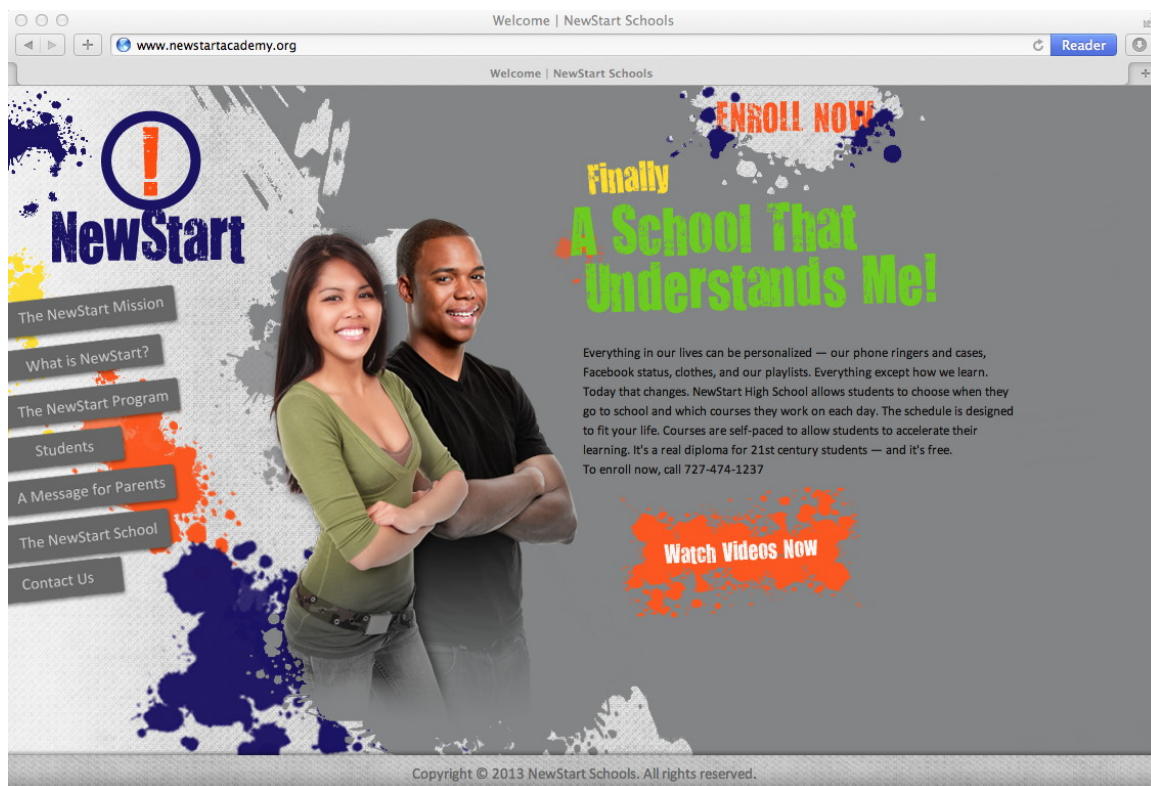 Welcome | NewStart Schools
www.newstartacademy.org
Reader
Welcome | NewStart Schools
!
NewStart
The NewStart Mission
What is NewStart?
The NewStart Program
Students
A Message for Parents
The NewStart School
Contact Us
ENROLL NOW
Finally
A School That
Understands Me!
Everything in our lives can be personalized — our phone ringers and cases,
Facebook status, clothes, and our playlists. Everything except how we learn.
Today that changes. NewStart High School allows students to choose when they
go to school and which courses they work on each day. The schedule is designed
to fit your life. Courses are self-paced to allow students to accelerate their
learning. It's a real diploma for 21st century students — and it's free.
To enroll now, call 727-474-1237
Watch Videos Now
Copyright © 2013 NewStart Schools. All rights reserved.